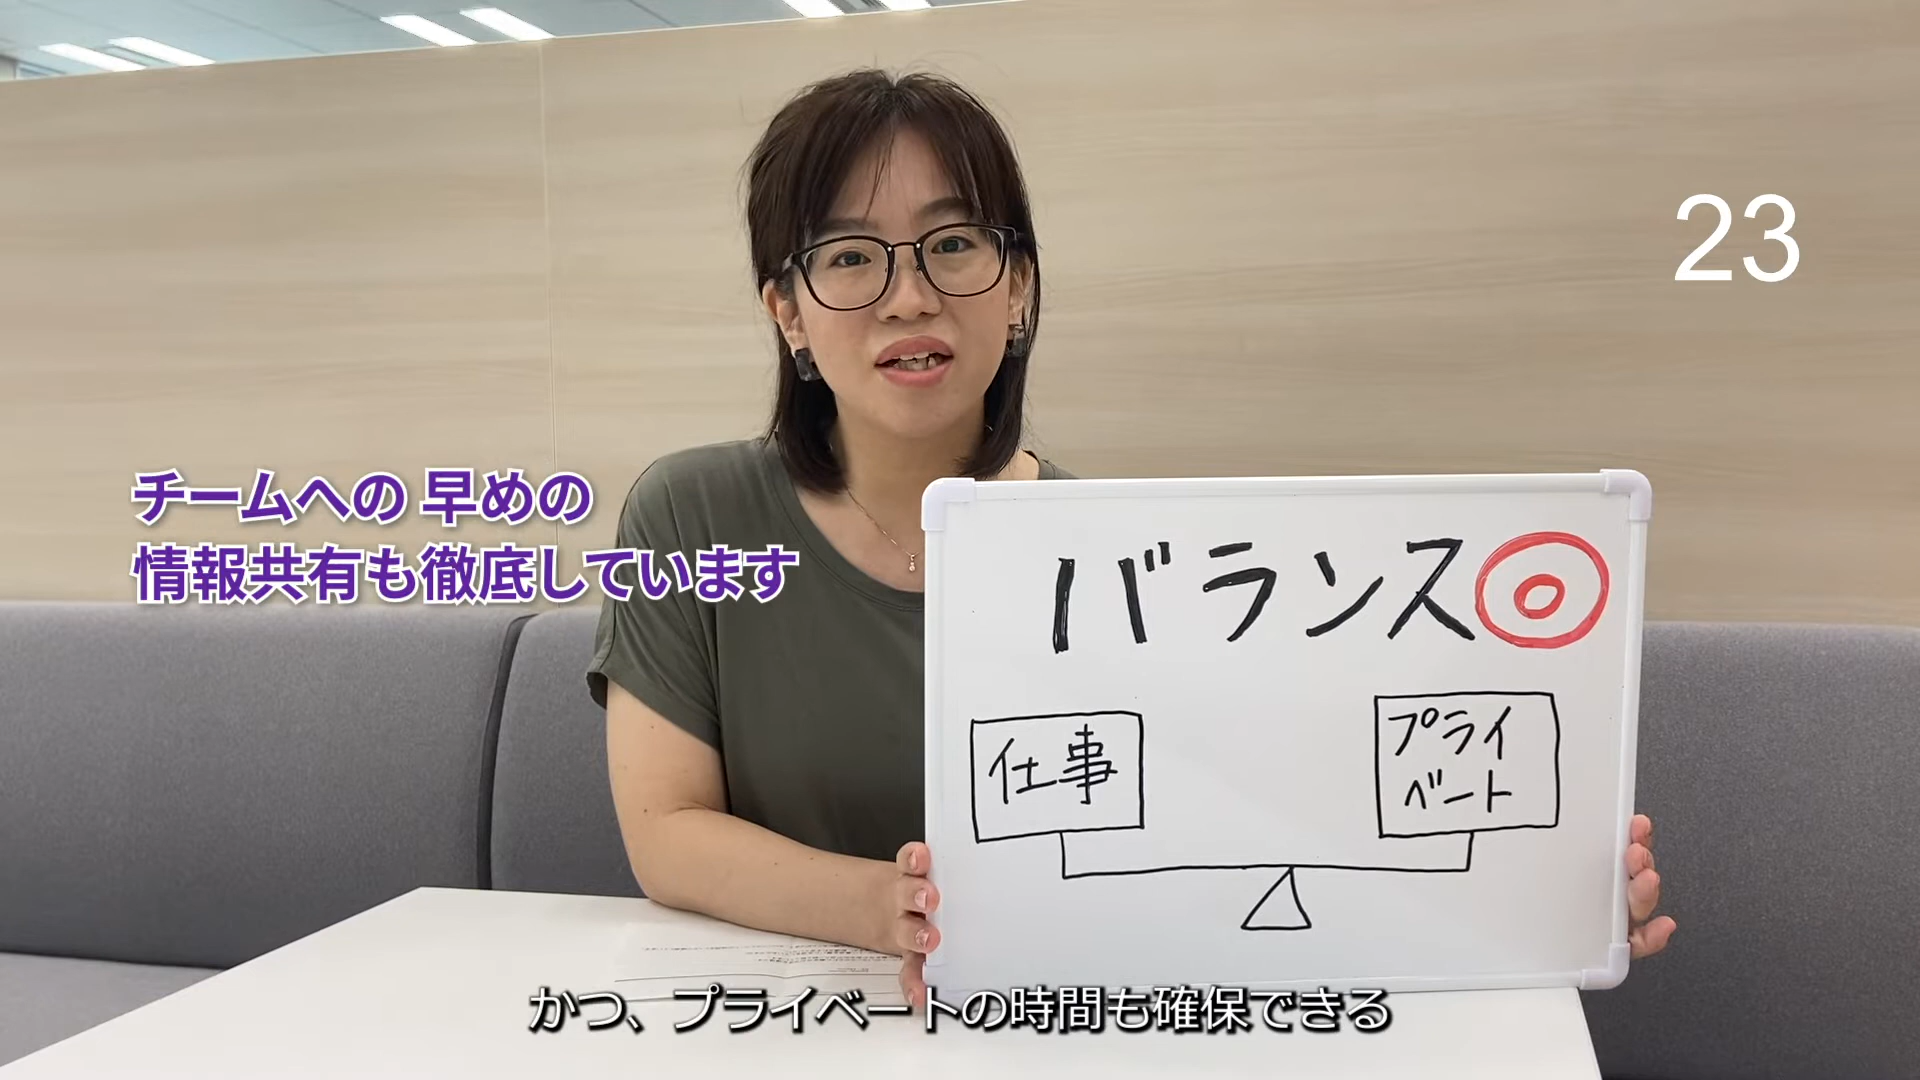 23
チームへの 早めの
情報共有も徹底しています
バランス◎
仕事
プライ
ベート
かつ、プライベートの時間も確保できる